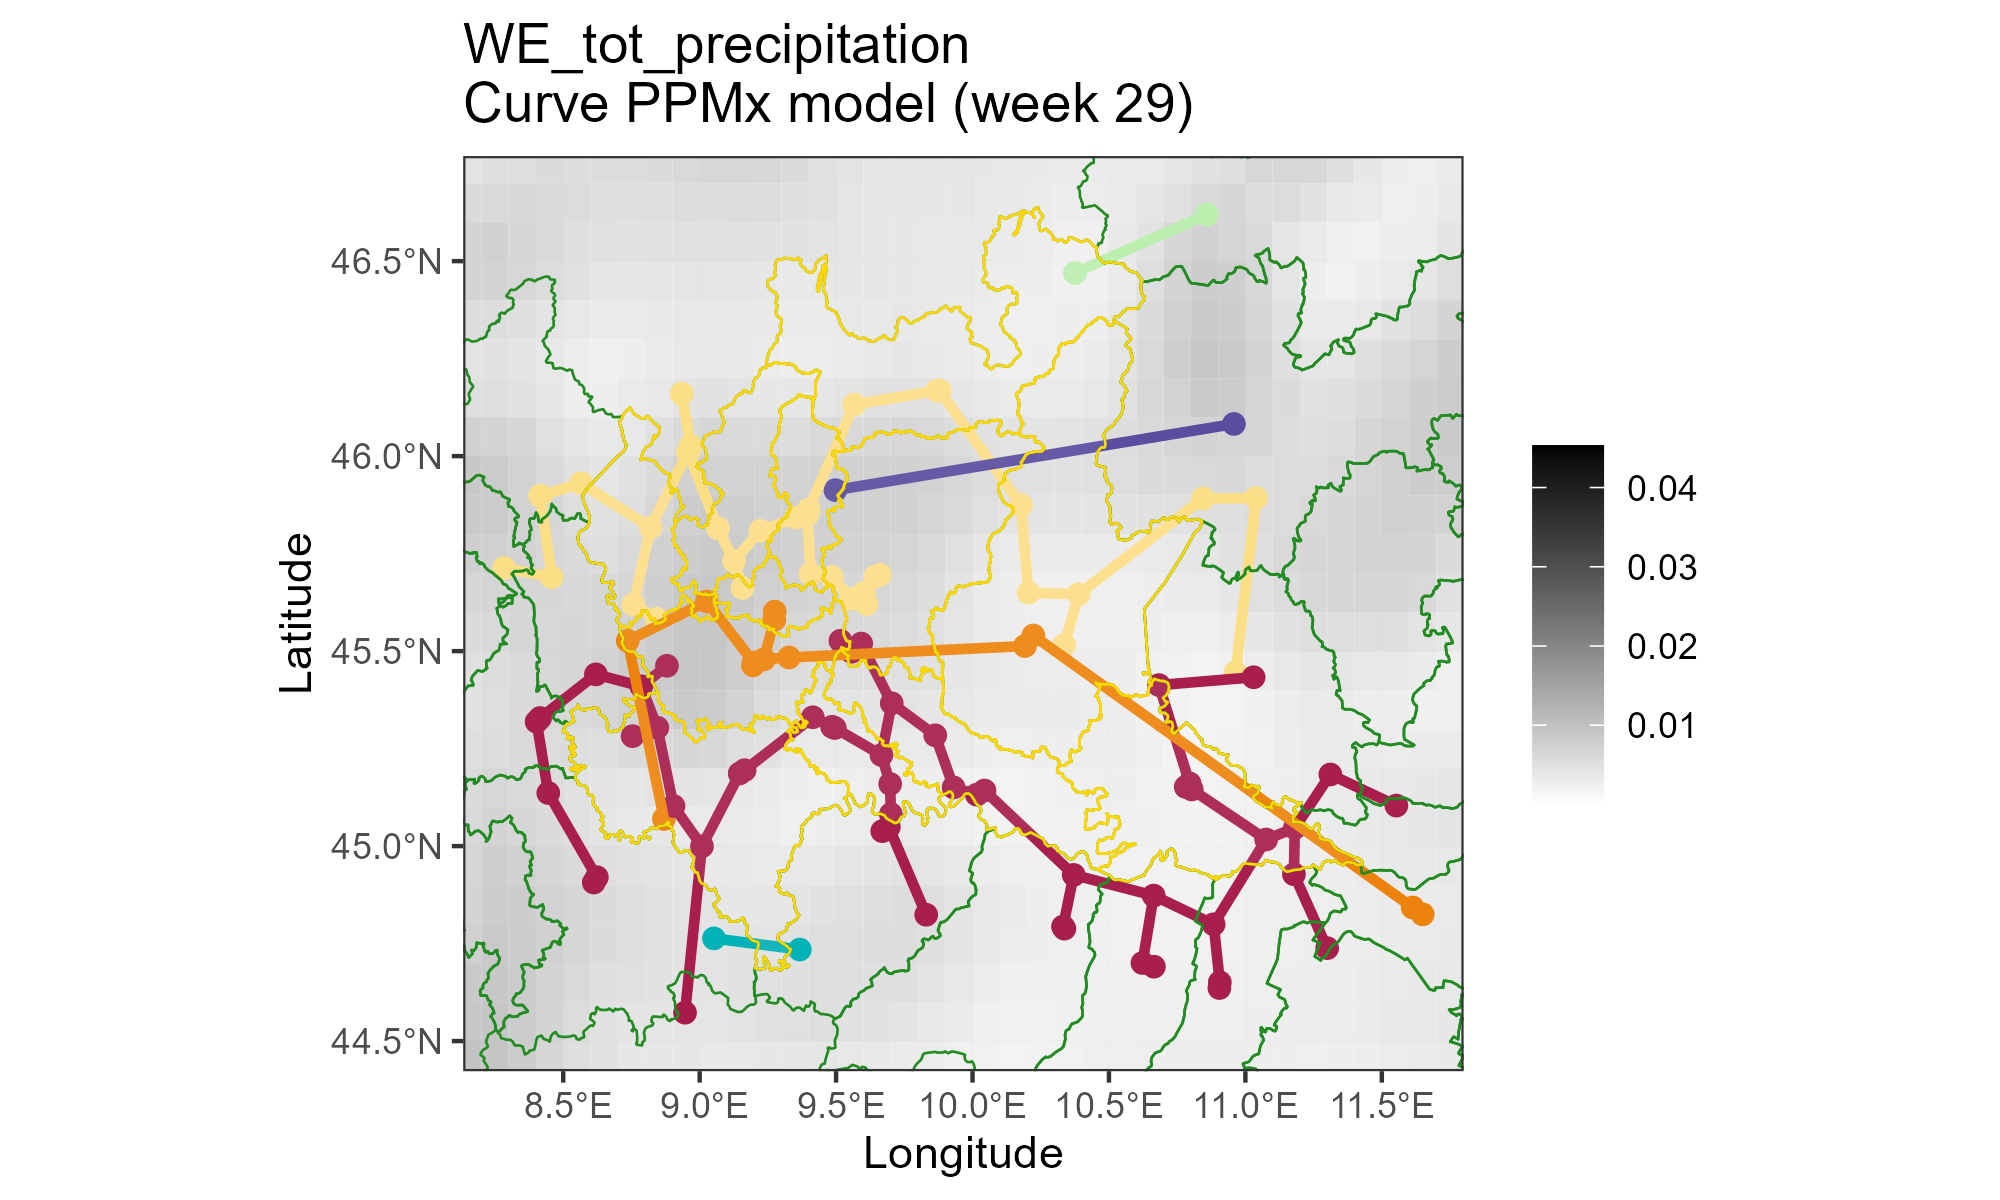 WE_tot_precipitation
Curve PPMx model (week 29)
46.5°N
46.0°N
45.5°N
45.0°N
44.5°N
Latitude
8.5°E 9.0°E 9.5°E 10.0°E 10.5°E 11.0°E 11.5°E
Longitude
0.04
0.03
0.02
0.01